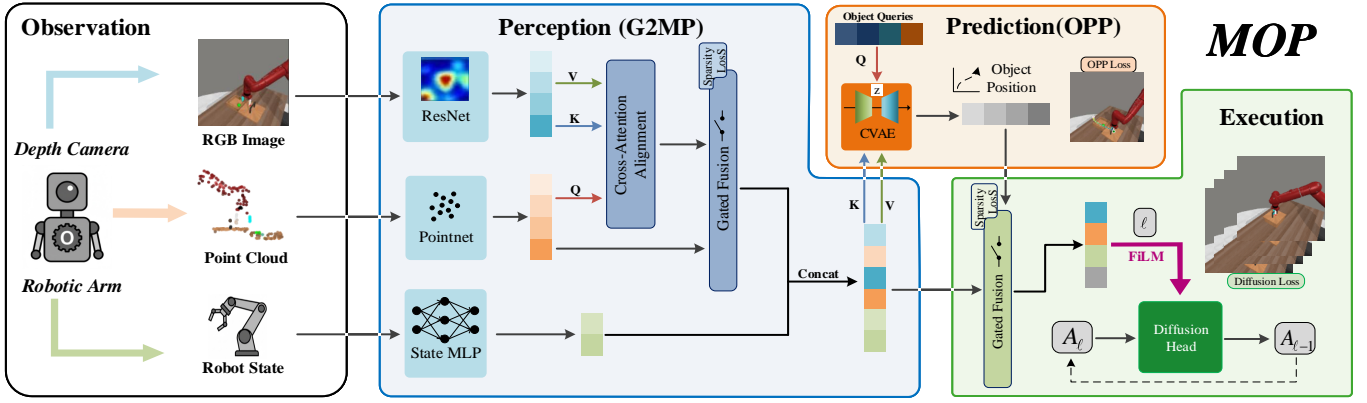 Observation
Depth Camera
Robotic Arm
RGB Image
Point Cloud
Robot State
Perception (G2MP)
ResNet
Pointnet
State MLP
V
K
Q
Cross-Attention
Alignment
Sparsity
LosS
Gated Fusion
Concat
K
V
Prediction(OPP)
Object Queries
Q
z
CVAE
Object
Position
OPP Loss
MOP
Execution
Sparsity
LosS
Gated Fusion
ℓ
FiLM
Diffusion Loss
Aℓ
Diffusion
Head
Aℓ−1